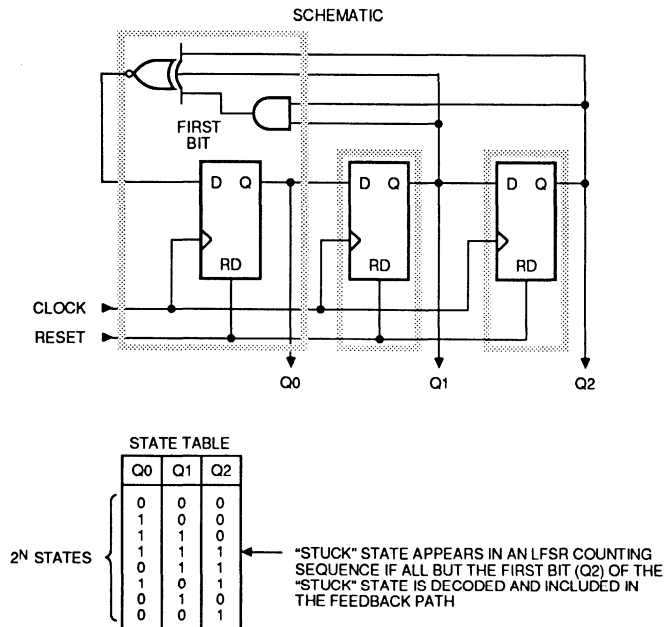 SCHEMATIC
FIRST
BIT
D Q
D Q
D Q
RD
RD
RD
CLOCK
RESET
Q0 Q1 Q2
STATE TABLE
Q0 Q1 Q2
0 0 0
1 0 0
1 1 0
1 1 1
0 1 1
1 0 1
0 1 0
0 0 1
2ᴺ STATES
"STUCK" STATE APPEARS IN AN LFSR COUNTING
SEQUENCE IF ALL BUT THE FIRST BIT (Q2) OF THE
"STUCK" STATE IS DECODED AND INCLUDED IN
THE FEEDBACK PATH